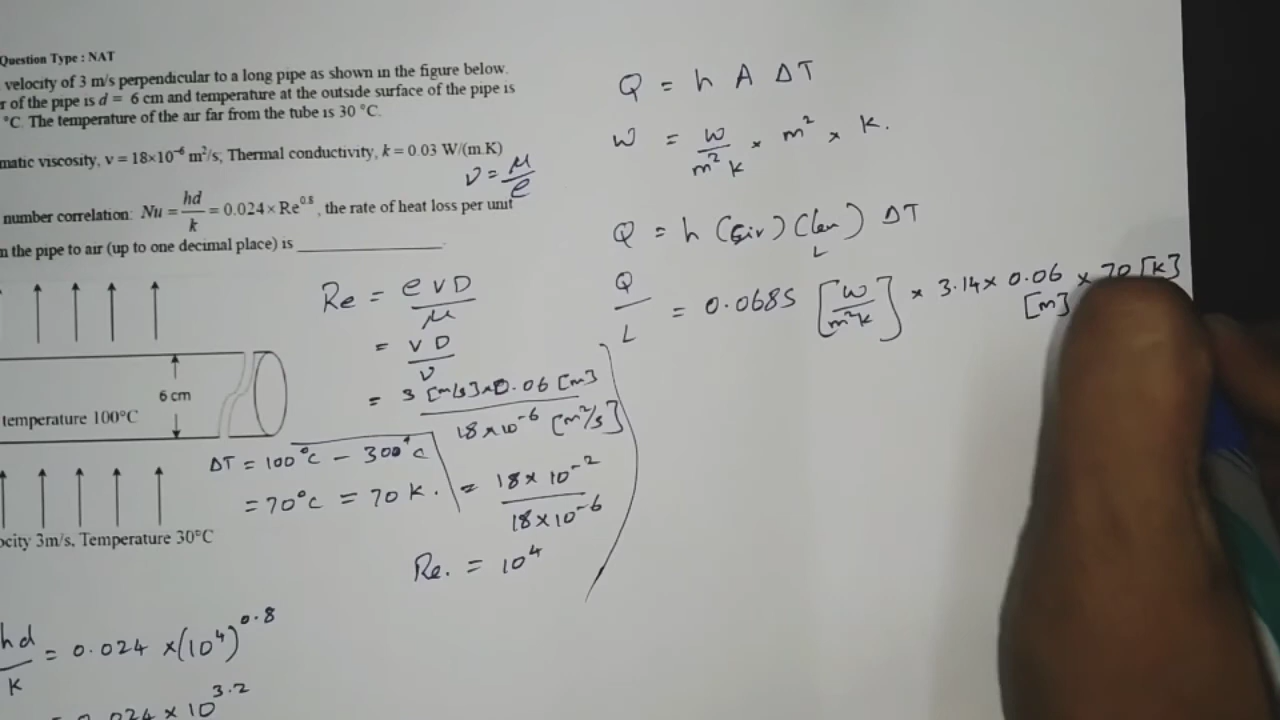 Question Type : NAT
velocity of 3 m/s perpendicular to a long pipe as shown in the figure below.
r of the pipe is d = 6 cm and temperature at the outside surface of the pipe is
°C. The temperature of the air far from the tube is 30 °C.
matic viscosity, ν = 18×10⁻⁶ m²/s; Thermal conductivity, k = 0.03 W/(m.K)
ν = μ/e
number correlation: Nu = hd/k = 0.024 × Re^0.8, the rate of heat loss per unit
m the pipe to air (up to one decimal place) is ____________.
6 cm
temperature 100°C
ocity 3m/s, Temperature 30°C
Re = eVD/μ
= VD/ν
= 3 [m/s] × 0.06 [m] / 18×10⁻⁶ [m²/s]
ΔT = 100°C – 300°C
= 70°C = 70 K.
= 18×10⁻² / 18×10⁻⁶
Re. = 10⁴
hd/K = 0.024 × (10⁴)^0.8
= 0.024 × 10^3.2
Q = h A ΔT
W = W/m²K × m² × K.
Q = h (Cir) (len) ΔT
L
Q/L = 0.0685 [W/m²K] × 3.14 × 0.06 [m] × 70 [K]